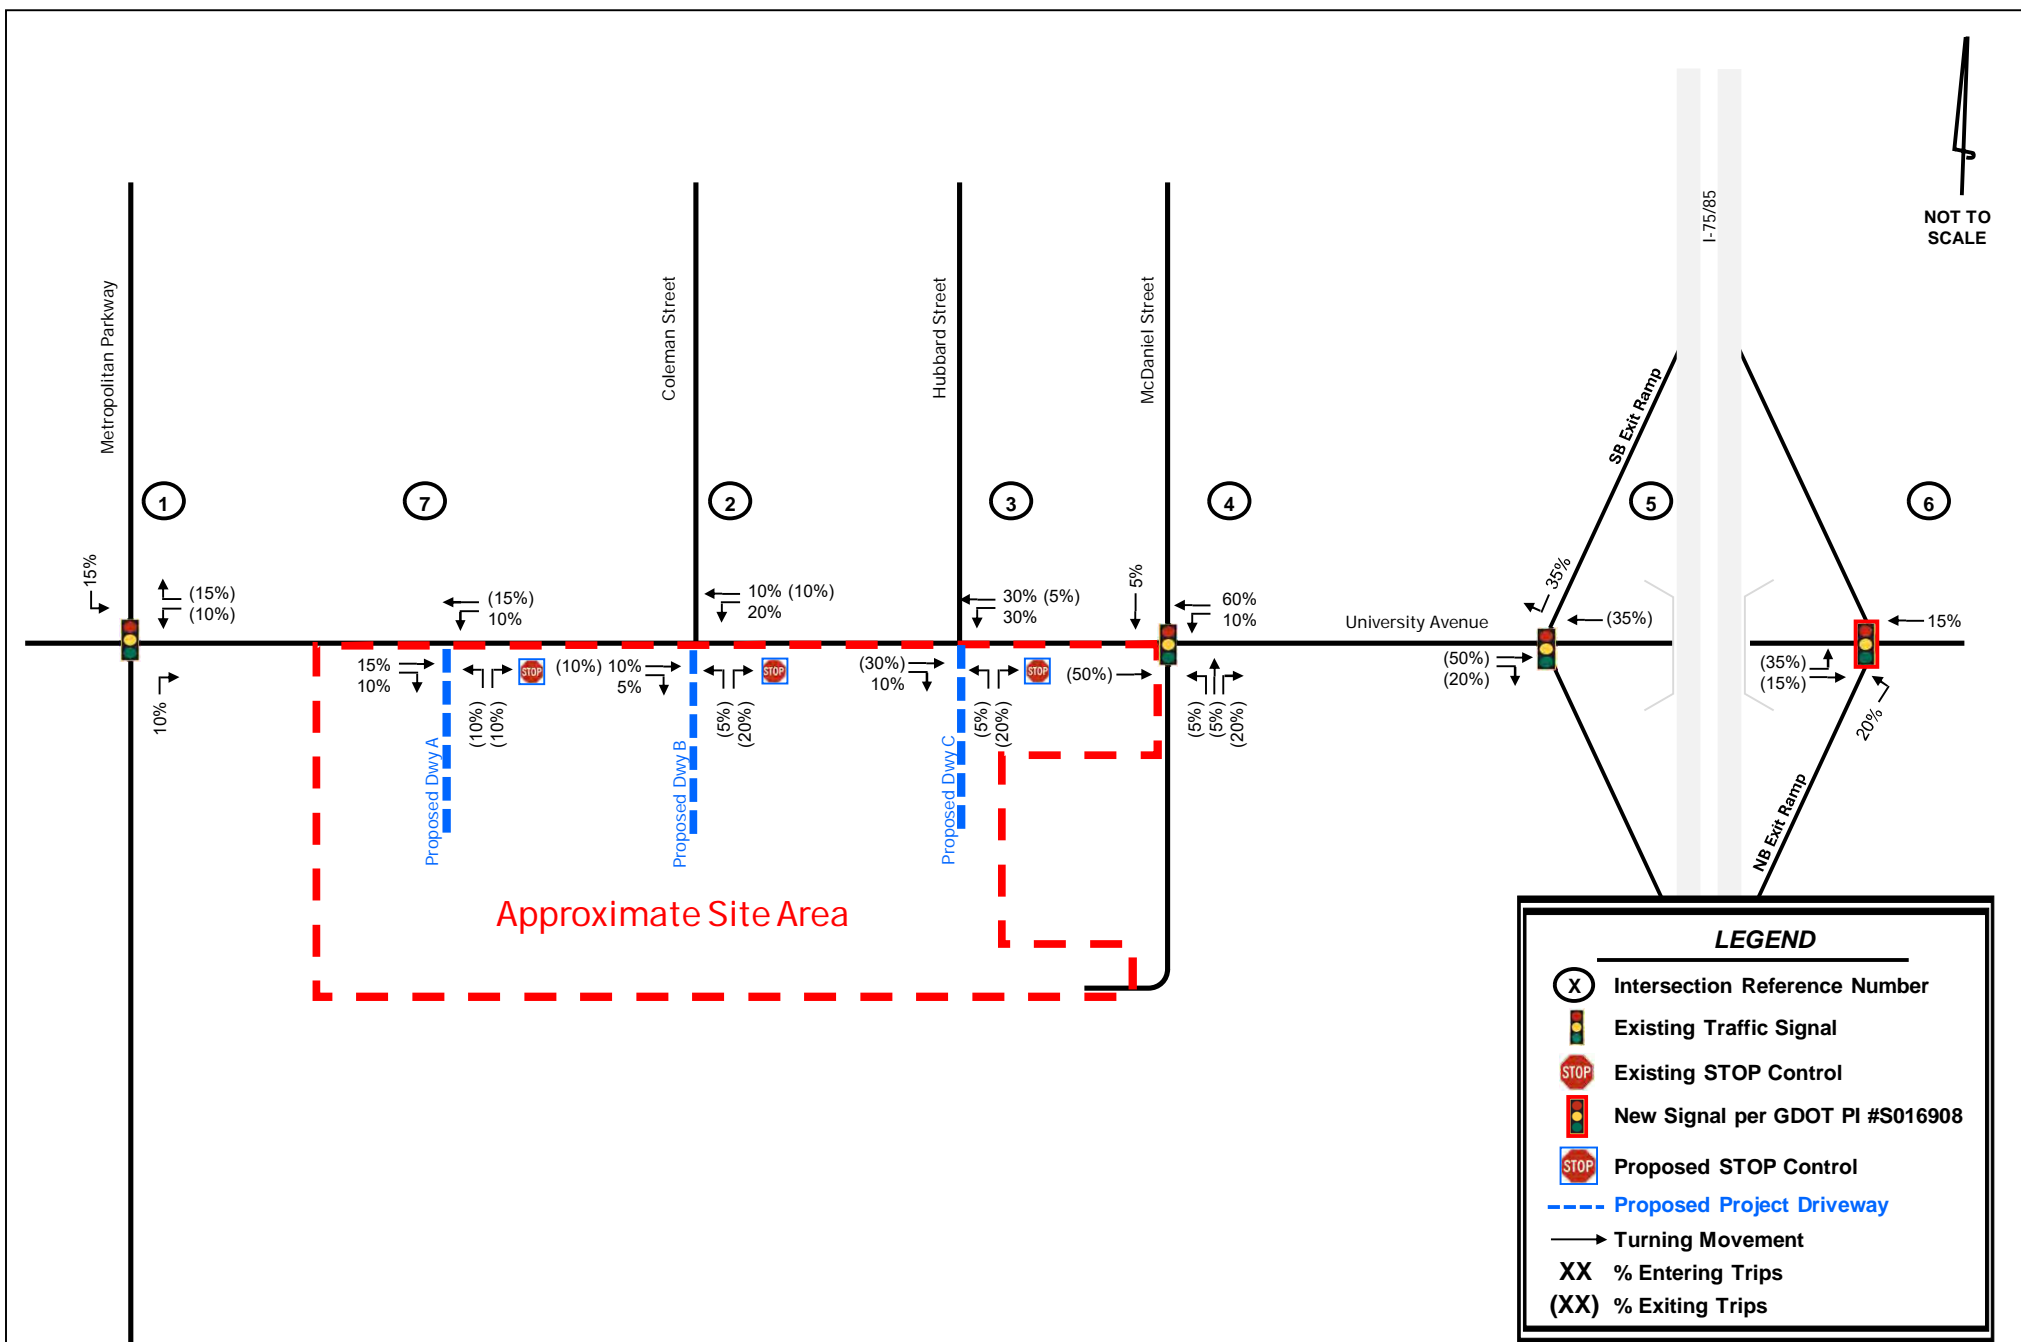 NOT TO
SCALE
I-75/85
Metropolitan Parkway
Coleman Street
Hubbard Street
McDaniel Street
SB Exit Ramp
1
7
2
3
4
5
6
15%
(15%)
(10%)
10%
(15%)
10%
15%
10%
(10%)
(10%)
STOP
10% (10%)
20%
(10%) 10%
5%
(5%)
(20%)
STOP
30% (5%)
30%
(30%)
10%
(5%)
(20%)
STOP
5%
60%
10%
(50%)
(5%)
(5%)
(20%)
University Avenue
35%
(35%)
(50%)
(20%)
15%
(35%)
(15%)
20%
Proposed Dwy A
Proposed Dwy B
Proposed Dwy C
NB Exit Ramp
Approximate Site Area
LEGEND
X Intersection Reference Number
Existing Traffic Signal
STOP Existing STOP Control
New Signal per GDOT PI #S016908
STOP Proposed STOP Control
Proposed Project Driveway
Turning Movement
XX % Entering Trips
(XX) % Exiting Trips